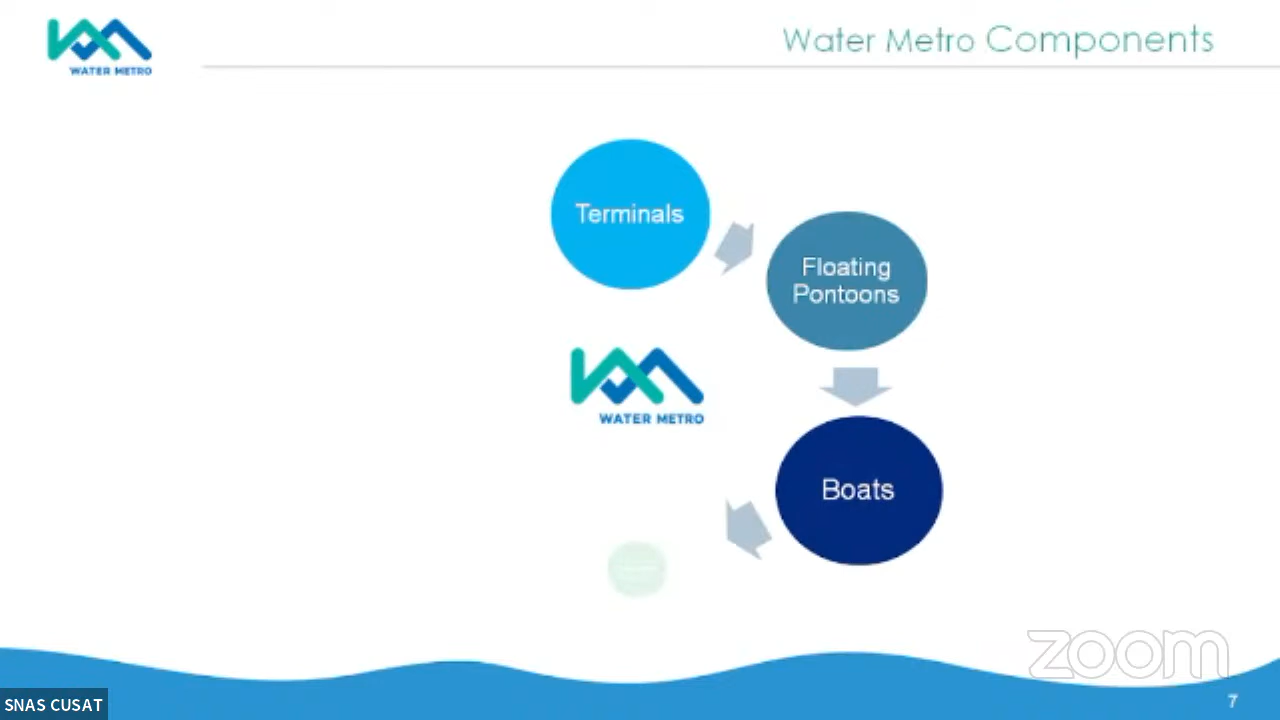 WATER METRO
Water Metro Components
Terminals
Floating
Pontoons
WATER METRO
Boats
zoom
SNAS CUSAT
7